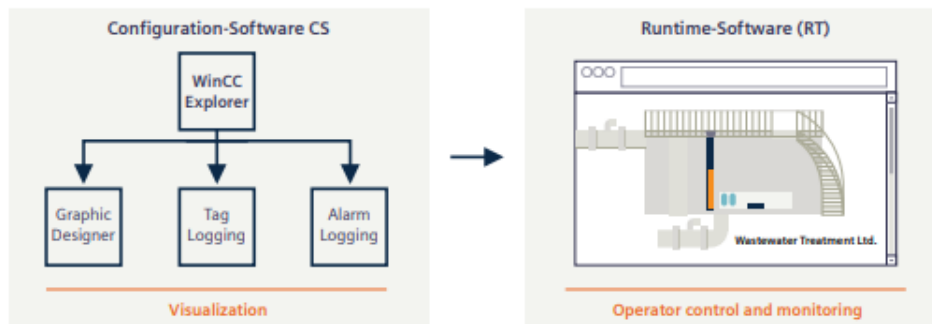 Configuration-Software CS
WinCC
Explorer
Graphic
Designer
Tag
Logging
Alarm
Logging
Visualization
Runtime-Software (RT)
Wastewater Treatment Ltd.
Operator control and monitoring